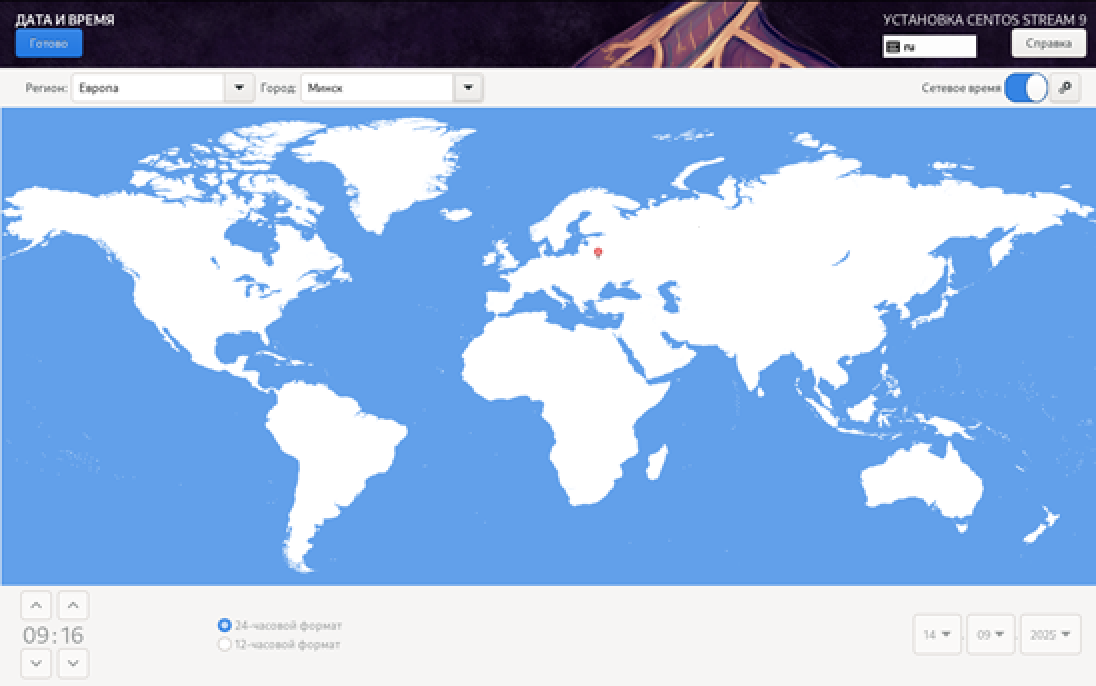 ДАТА И ВРЕМЯ
УСТАНОВКА CENTOS STREAM 9
Готово
ru
Справка
Регион: Европа Город: Минск Сетевое время
09:16
24-часовой формат
12-часовой формат
14 . 09 . 2025